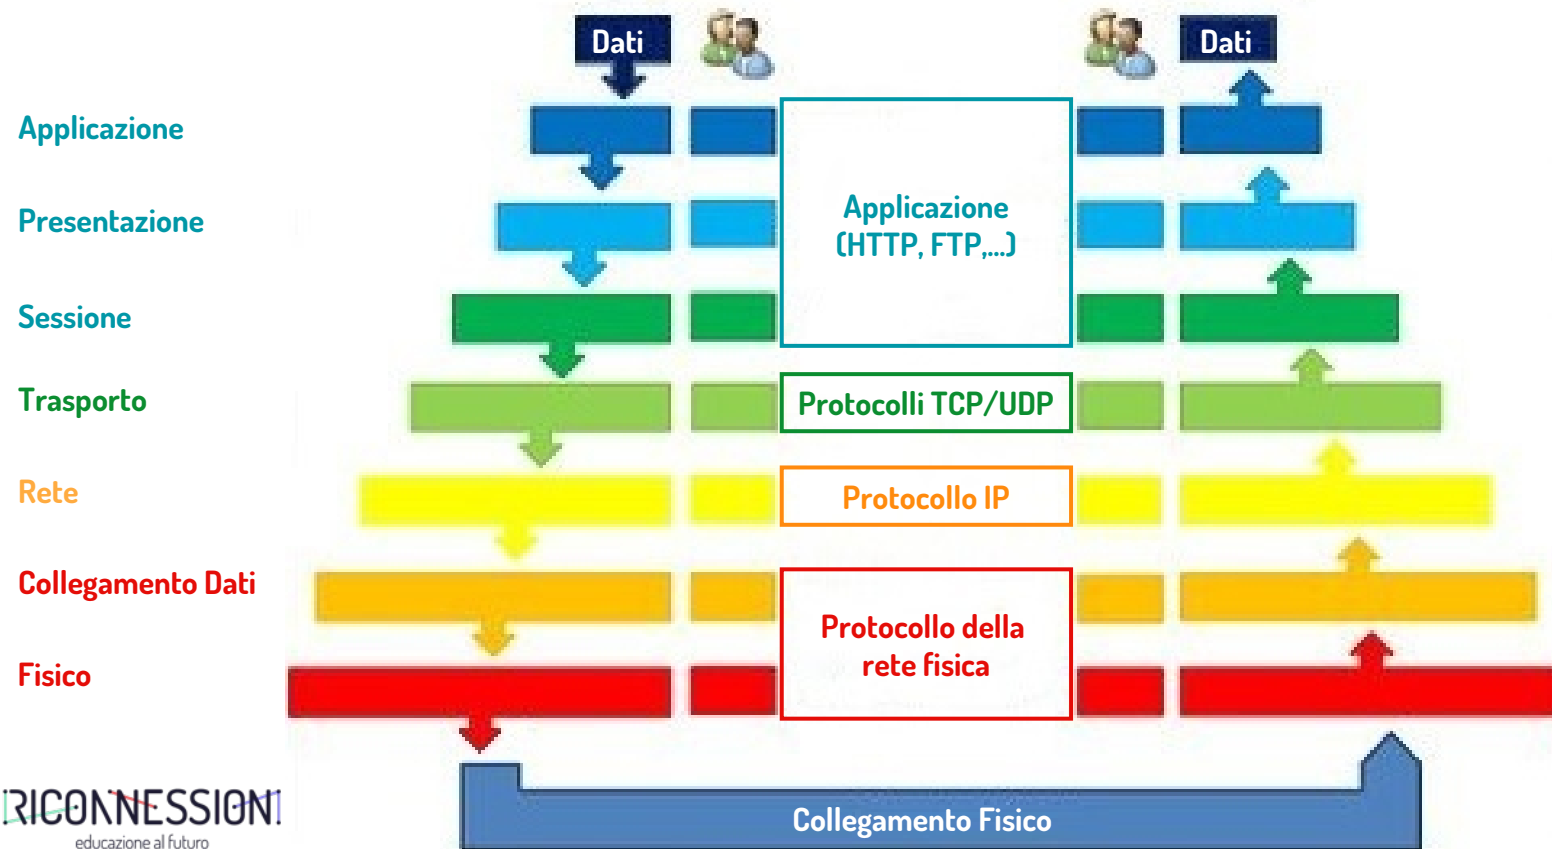 Dati
Dati
Applicazione
Presentazione
Sessione
Trasporto
Rete
Collegamento Dati
Fisico
Applicazione
(HTTP, FTP,...)
Protocolli TCP/UDP
Protocollo IP
Protocollo della
rete fisica
Collegamento Fisico
RICONNESSIONI
educazione al futuro